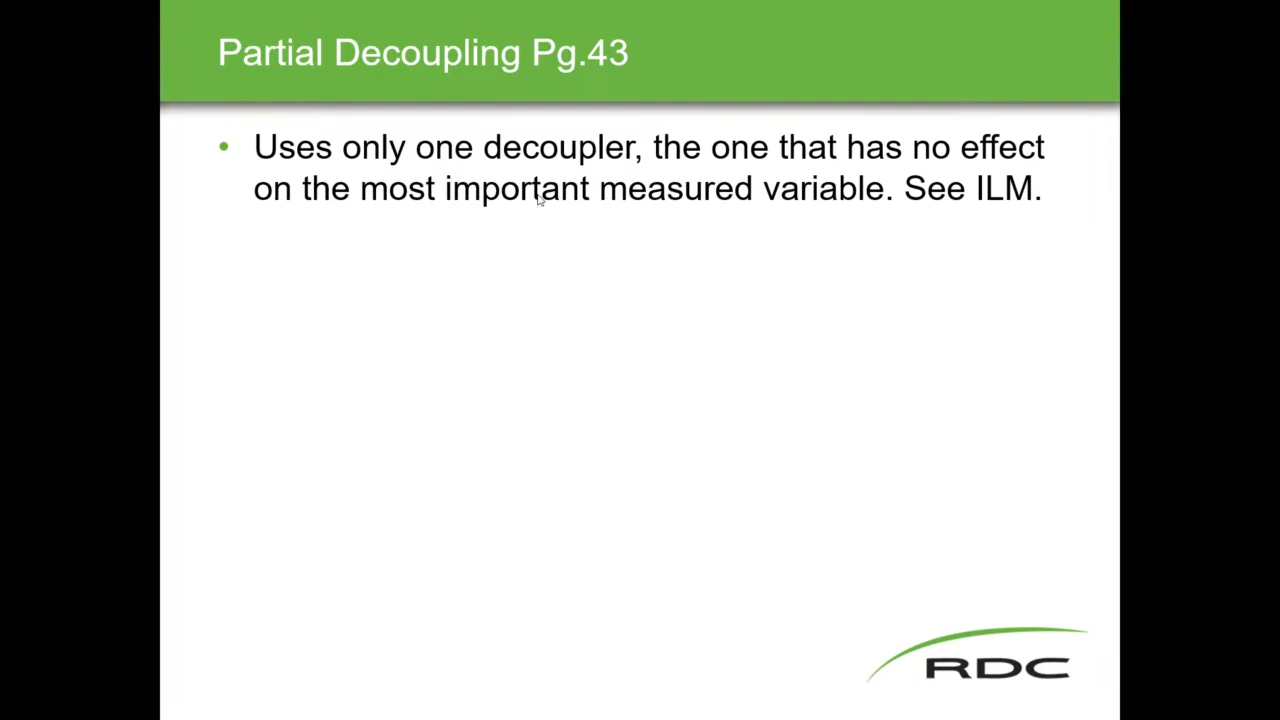 Partial Decoupling Pg.43
• Uses only one decoupler, the one that has no effect
on the most important measured variable. See ILM.
RDC